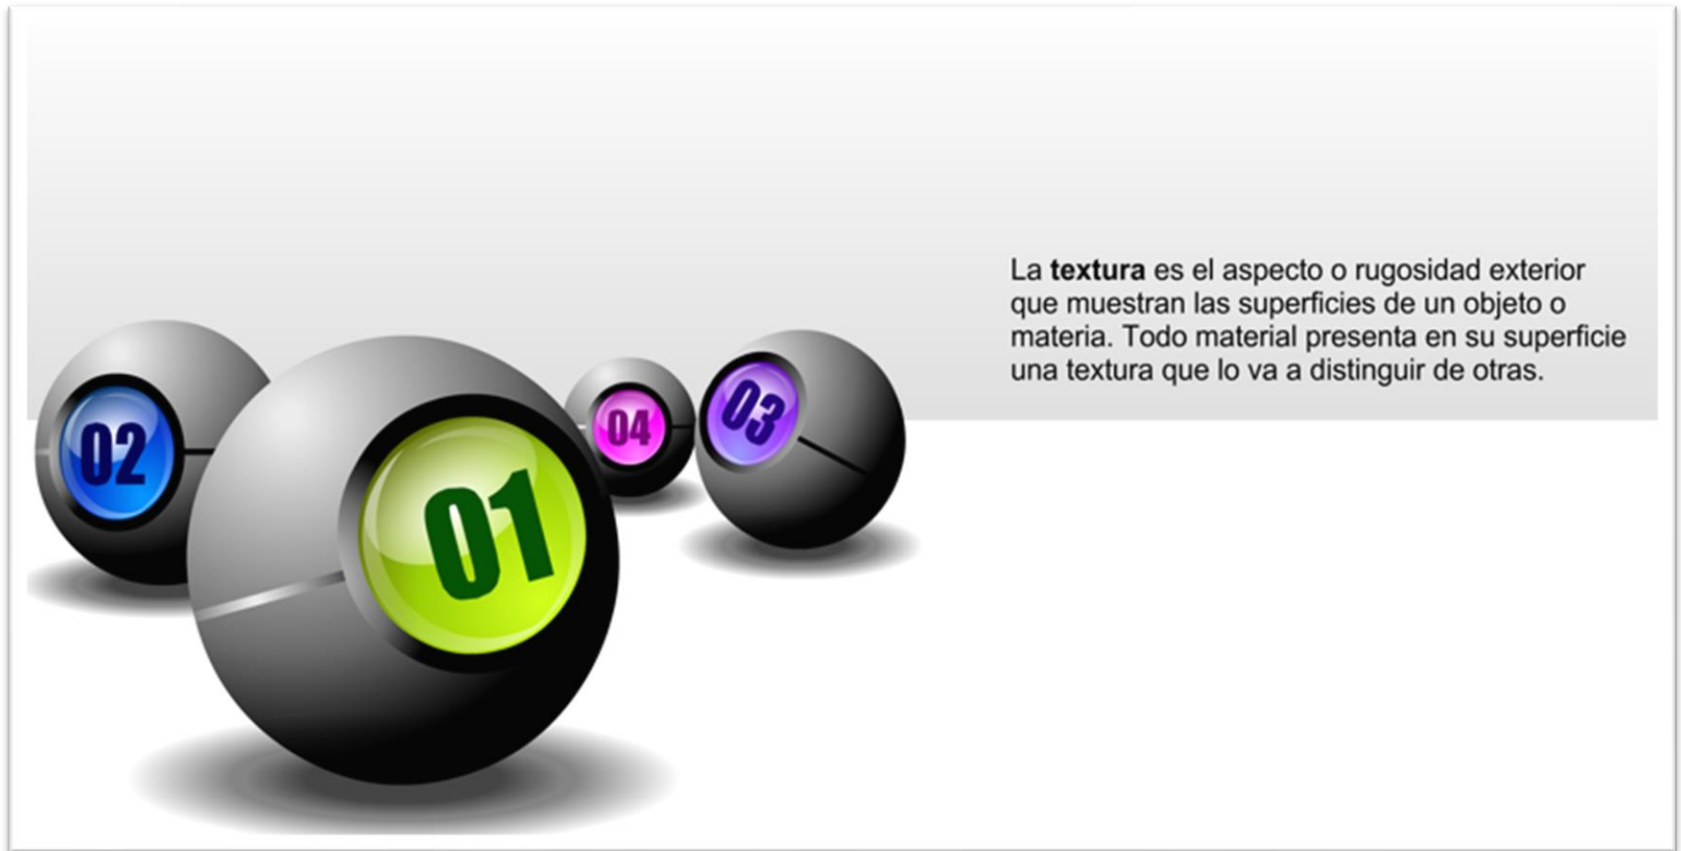 La textura es el aspecto o rugosidad exterior
que muestran las superficies de un objeto o
materia. Todo material presenta en su superficie
una textura que lo va a distinguir de otras.
02
01
04
03